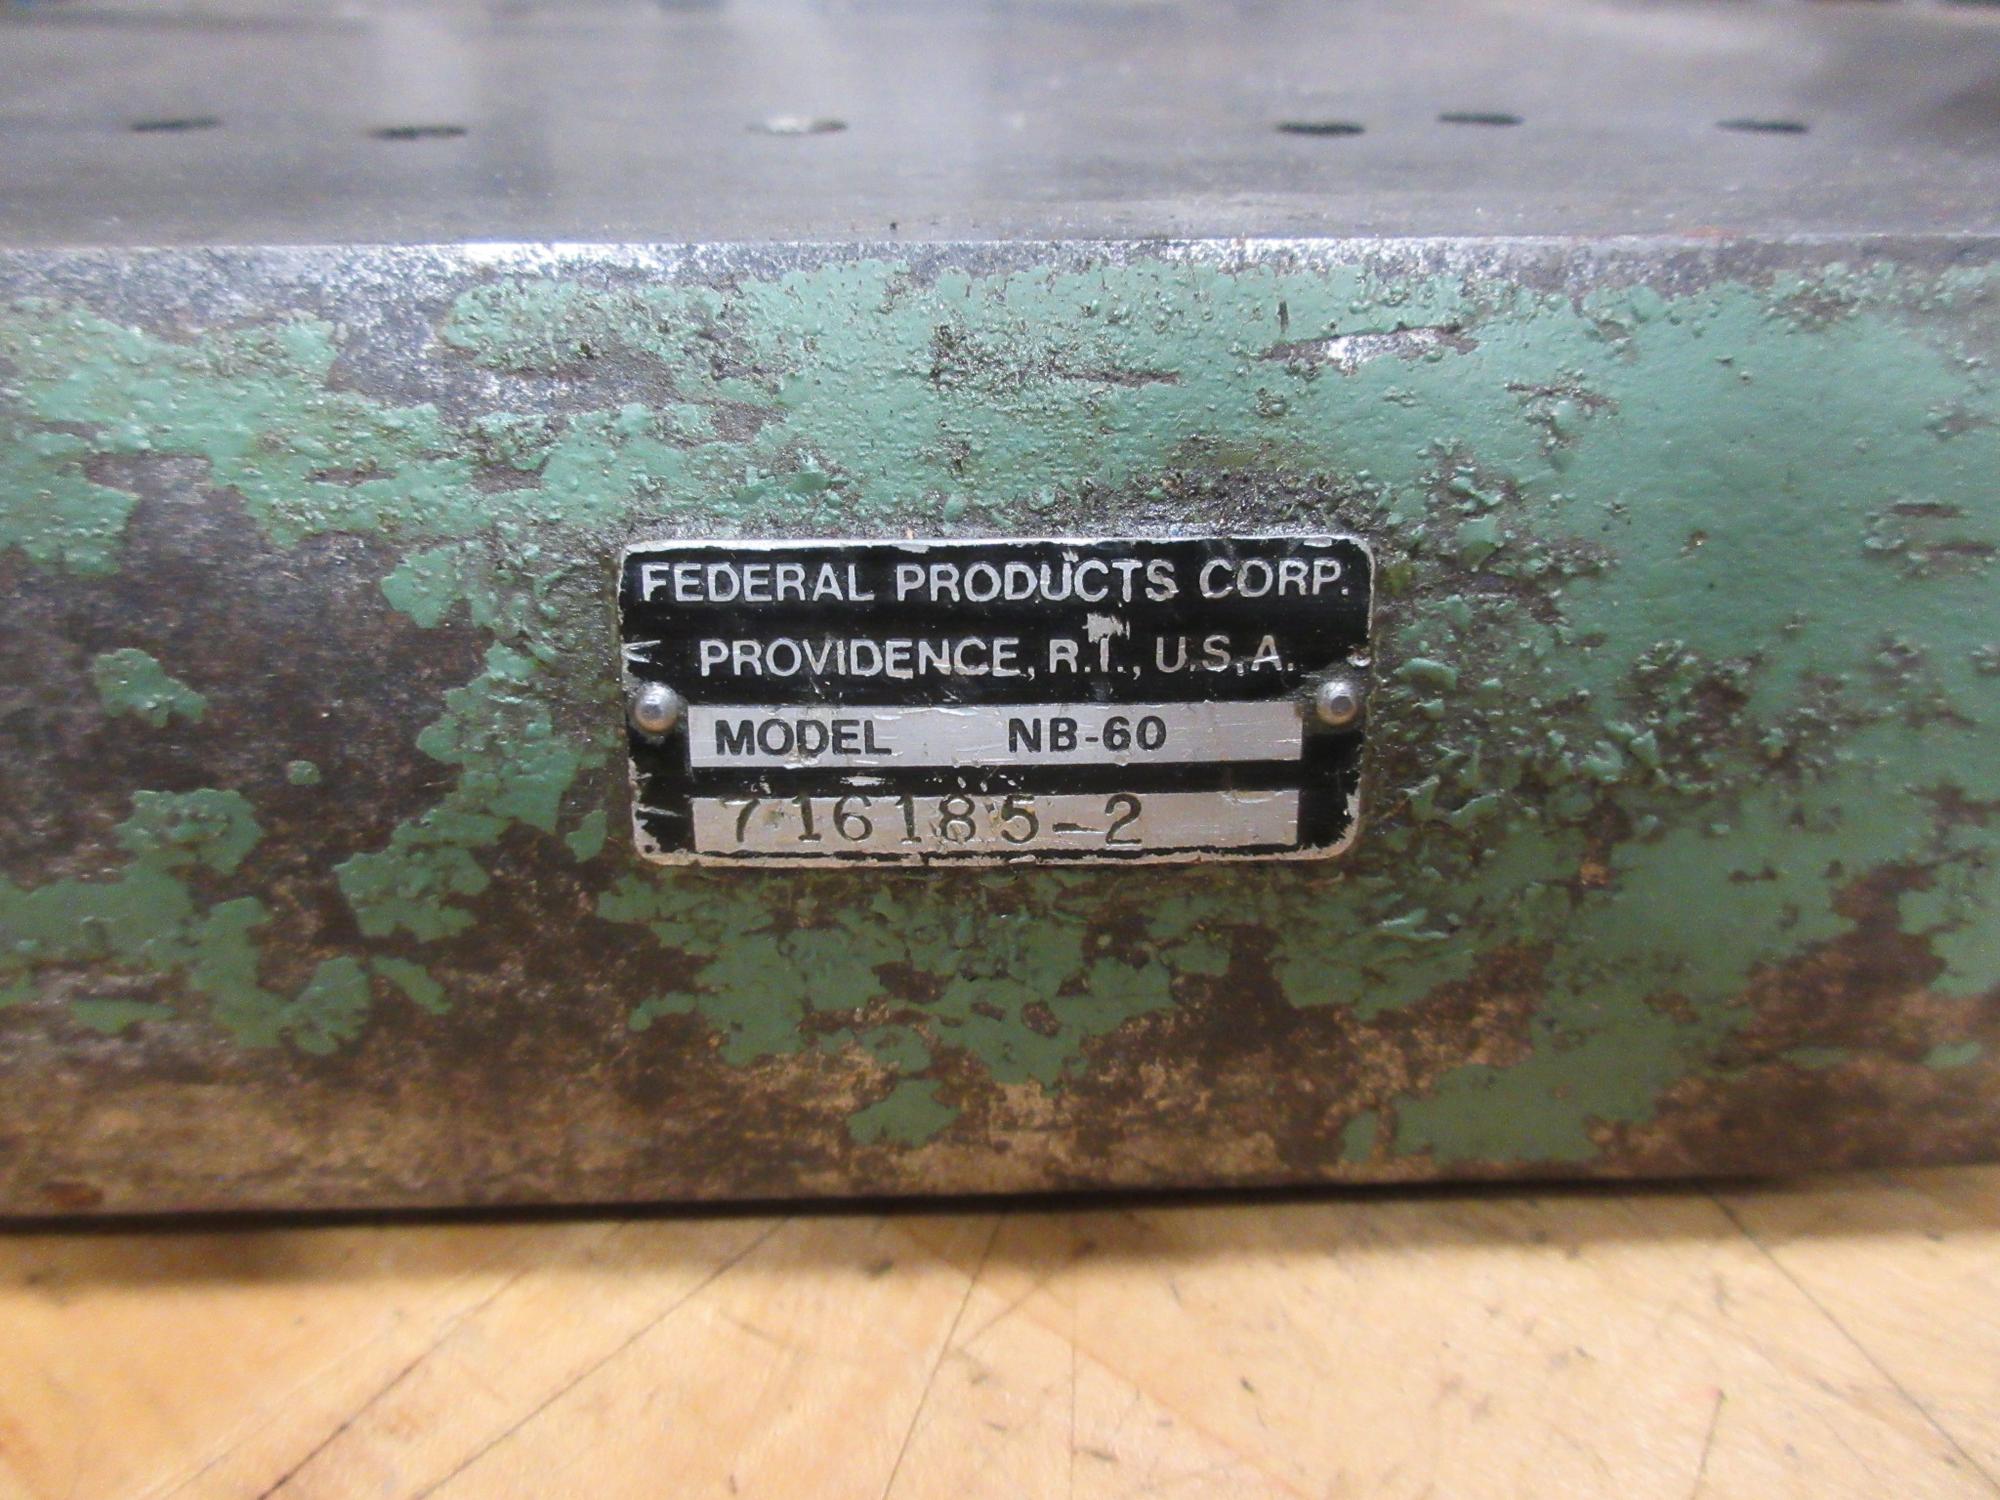 FEDERAL PRODUCTS CORP.
PROVIDENCE, R.I., U.S.A.
MODEL NB-60
716185-2